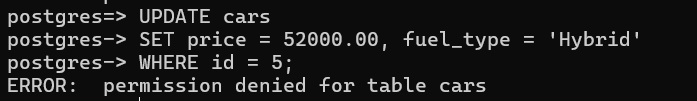 postgres=> UPDATE cars
postgres-> SET price = 52000.00, fuel_type = 'Hybrid'
postgres-> WHERE id = 5;
ERROR:  permission denied for table cars